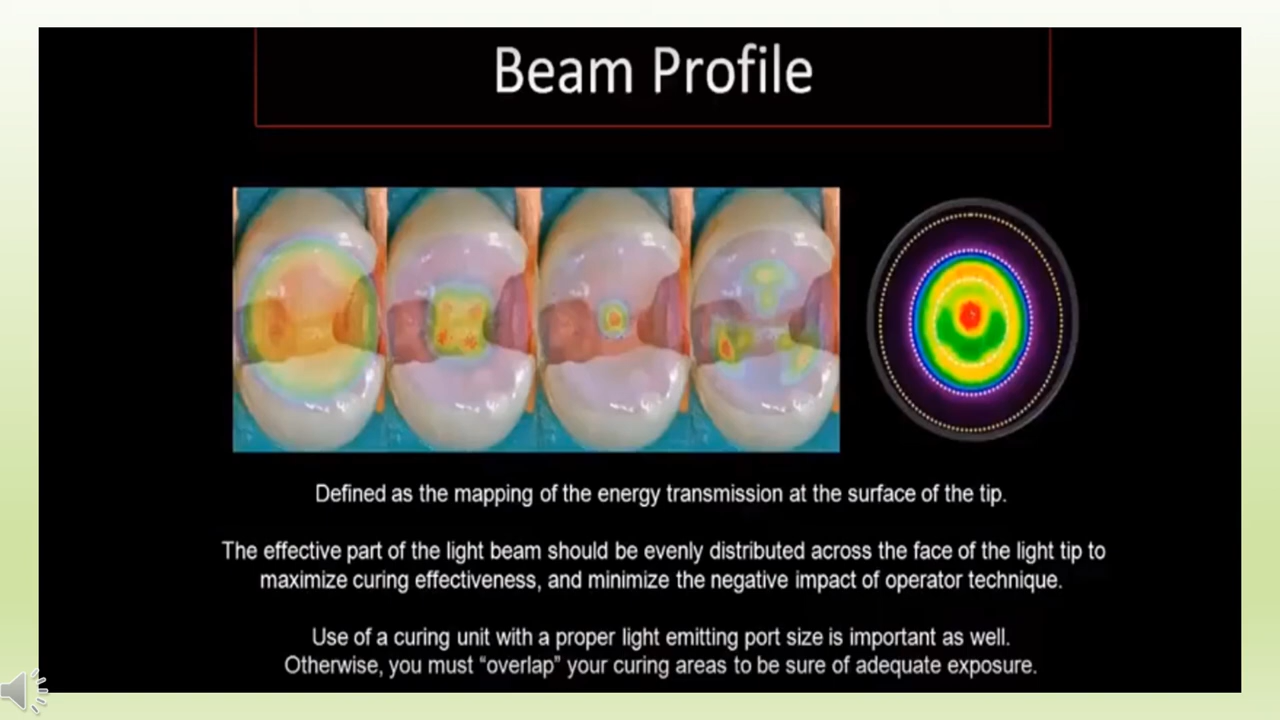 Beam Profile
Defined as the mapping of the energy transmission at the surface of the tip.
The effective part of the light beam should be evenly distributed across the face of the light tip to
maximize curing effectiveness, and minimize the negative impact of operator technique.
Use of a curing unit with a proper light emitting port size is important as well.
Otherwise, you must “overlap” your curing areas to be sure of adequate exposure.